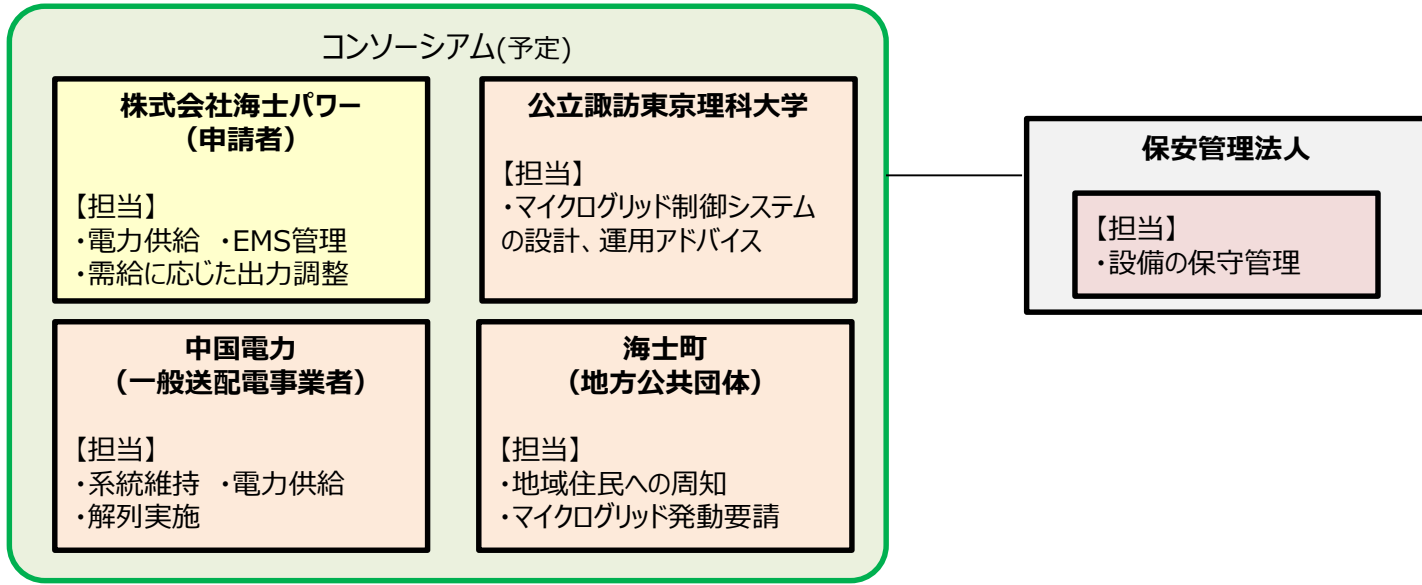 コンソーシアム(予定)
株式会社海士パワー
（申請者）
【担当】
・電力供給 ・EMS管理
・需給に応じた出力調整
公立諏訪東京理科大学
【担当】
・マイクログリッド制御システム
の設計、運用アドバイス
中国電力
（一般送配電事業者）
【担当】
・系統維持 ・電力供給
・解列実施
海士町
（地方公共団体）
【担当】
・地域住民への周知
・マイクログリッド発動要請
保安管理法人
【担当】
・設備の保守管理